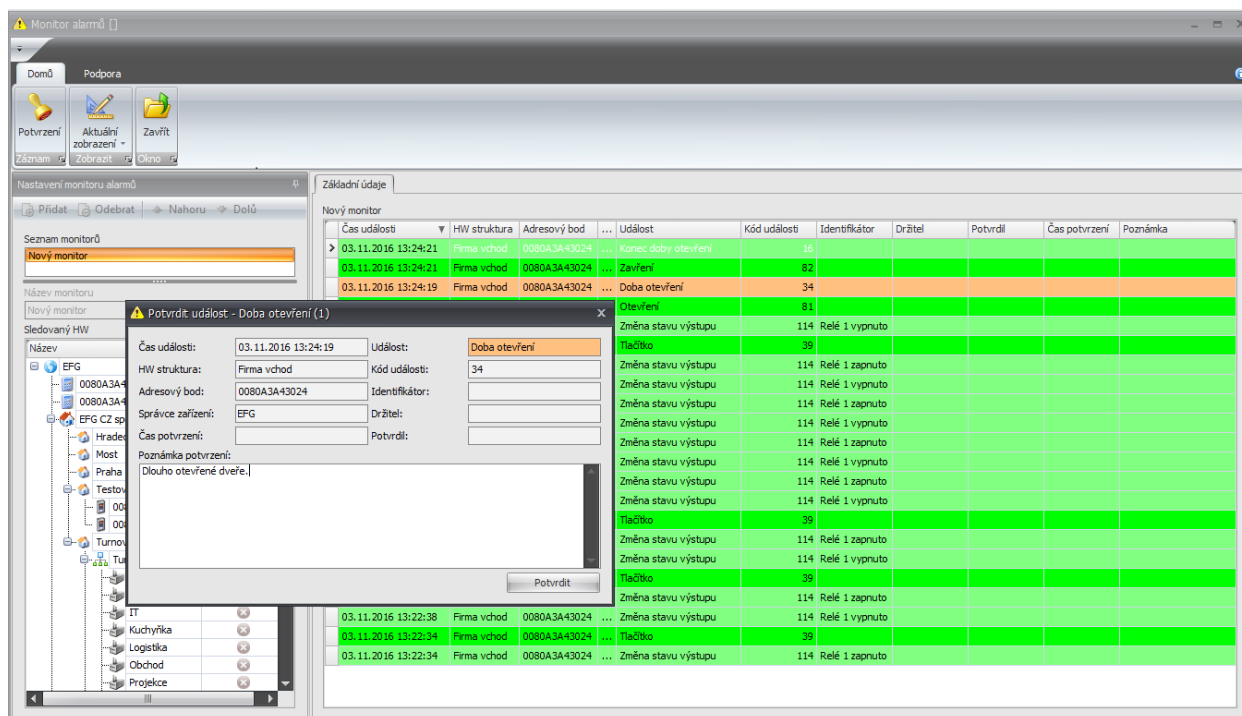 Monitor alarmů []
Domů Podpora
Potvrzení Aktuální zobrazení Zavřít
Záznam Zobrazit Okno
Nastavení monitoru alarmů
Přidat Odebrat Nahoru Dolů
Seznam monitorů
Nový monitor
Název monitoru
Nový monitor
Sledovaný HW
Název
EFG
0080A3A4
0080A3A4
EFG CZ sp
Hradec
Most
Praha
Testov
00
00
Turnov
Tu
IT
Kuchyňka
Logistika
Obchod
Projekce
Základní údaje
Nový monitor
Čas události HW struktura Adresový bod ... Událost Kód události Identifikátor Držitel Potvrdil Čas potvrzení Poznámka
03.11.2016 13:24:21 Firma vchod 0080A3A43024 ... Konec doby otevření 16
03.11.2016 13:24:21 Firma vchod 0080A3A43024 ... Zavření 82
03.11.2016 13:24:19 Firma vchod 0080A3A43024 ... Doba otevření 34
Otevření 81
Změna stavu výstupu 114 Relé 1 vypnuto
Tlačítko 39
Změna stavu výstupu 114 Relé 1 zapnuto
Změna stavu výstupu 114 Relé 1 vypnuto
Změna stavu výstupu 114 Relé 1 zapnuto
Změna stavu výstupu 114 Relé 1 vypnuto
Změna stavu výstupu 114 Relé 1 zapnuto
Změna stavu výstupu 114 Relé 1 vypnuto
Změna stavu výstupu 114 Relé 1 zapnuto
Změna stavu výstupu 114 Relé 1 vypnuto
Tlačítko 39
Změna stavu výstupu 114 Relé 1 zapnuto
Změna stavu výstupu 114 Relé 1 vypnuto
Tlačítko 39
Změna stavu výstupu 114 Relé 1 zapnuto
03.11.2016 13:22:38 Firma vchod 0080A3A43024 ... Změna stavu výstupu 114 Relé 1 vypnuto
03.11.2016 13:22:34 Firma vchod 0080A3A43024 ... Tlačítko 39
03.11.2016 13:22:34 Firma vchod 0080A3A43024 ... Změna stavu výstupu 114 Relé 1 zapnuto
Potvrdit událost - Doba otevření (1)
Čas události: 03.11.2016 13:24:19 Událost: Doba otevření
HW struktura: Firma vchod Kód události: 34
Adresový bod: 0080A3A43024 Identifikátor:
Správce zařízení: EFG Držitel:
Čas potvrzení: Potvrdil:
Poznámka potvrzení:
Dlouho otevřené dveře.
Potvrdit